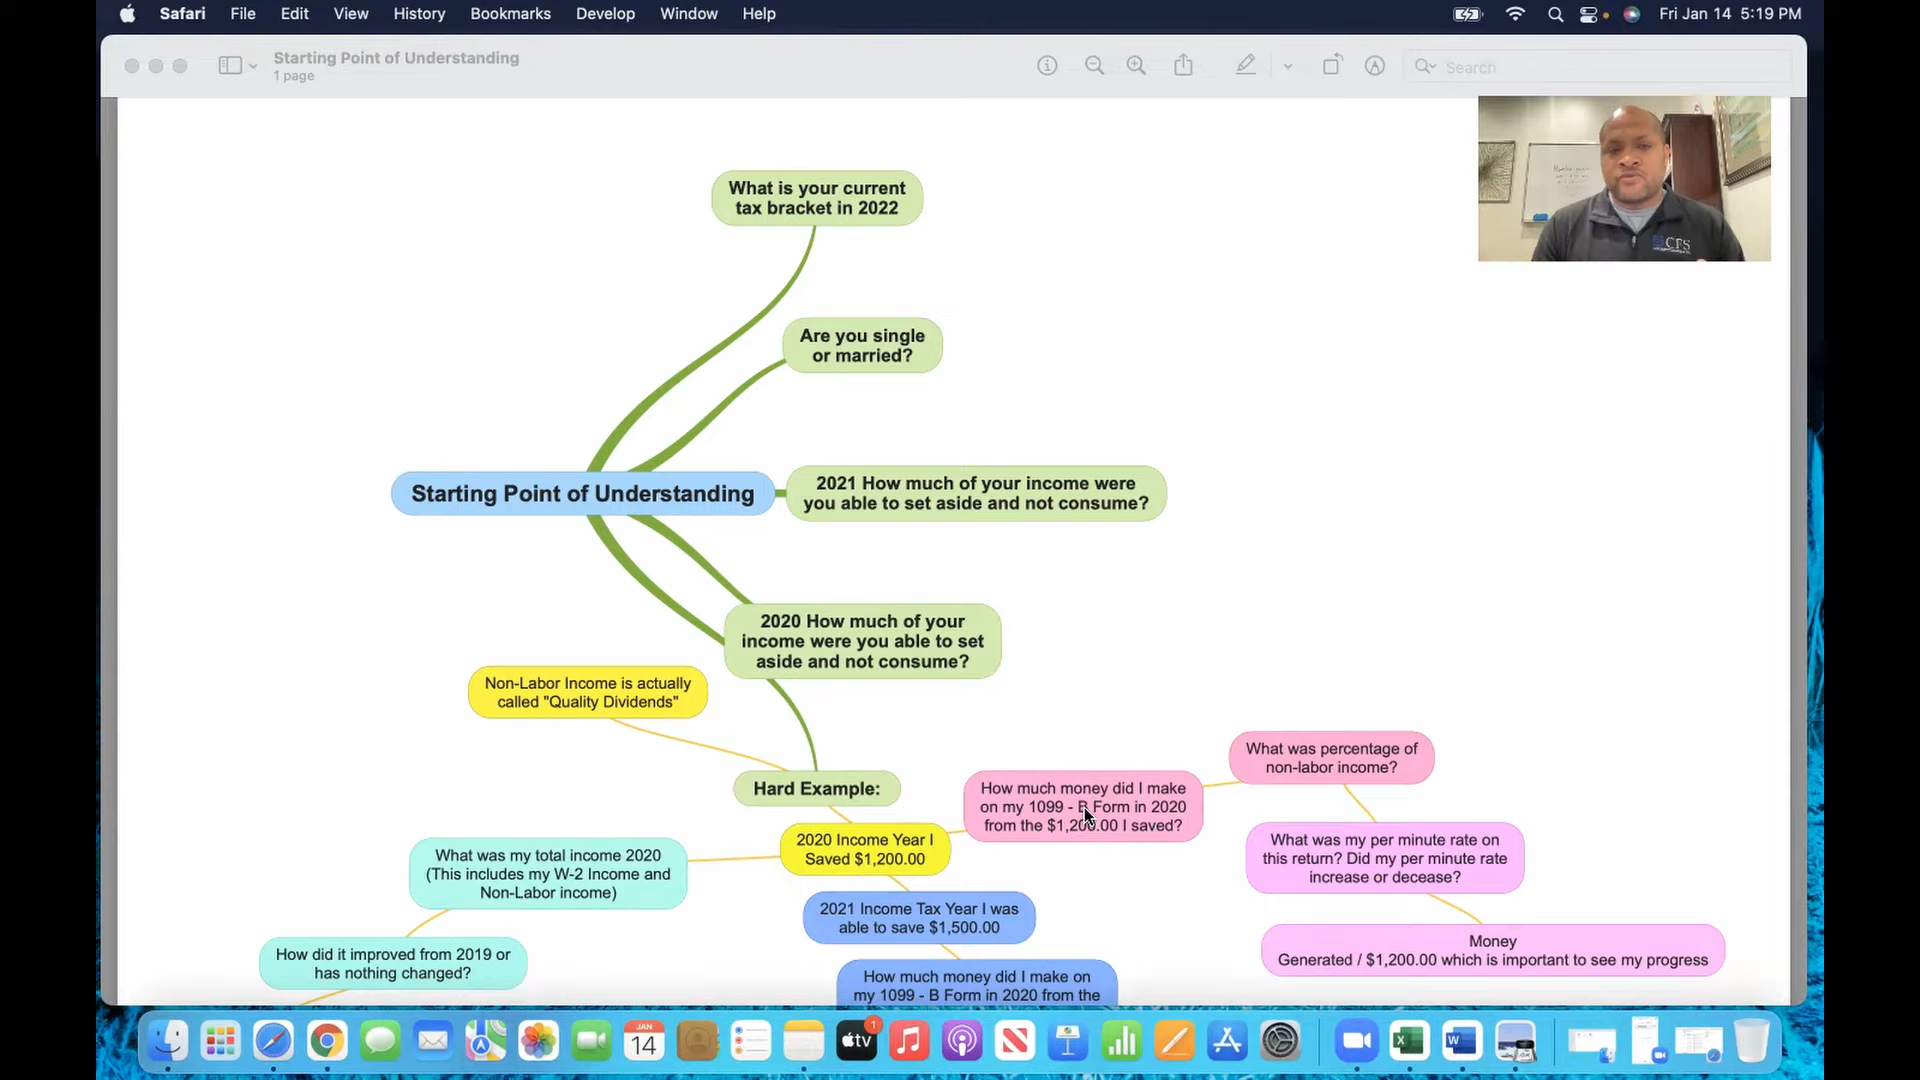 Safari File Edit View History Bookmarks Develop Window Help
Fri Jan 14 5:19 PM
Starting Point of Understanding
1 page
Search
CFS
What is your current
tax bracket in 2022
Are you single
or married?
Starting Point of Understanding
2021 How much of your income were
you able to set aside and not consume?
2020 How much of your
income were you able to set
aside and not consume?
Non-Labor Income is actually
called "Quality Dividends"
Hard Example:
How much money did I make
on my 1099 - B Form in 2020
from the $1,200.00 I saved?
What was percentage of
non-labor income?
2020 Income Year I
Saved $1,200.00
What was my total income 2020
(This includes my W-2 Income and
Non-Labor income)
What was my per minute rate on
this return? Did my per minute rate
increase or decease?
2021 Income Tax Year I was
able to save $1,500.00
Money
Generated / $1,200.00 which is important to see my progress
How did it improved from 2019 or
has nothing changed?
How much money did I make on
my 1099 - B Form in 2020 from the
JAN
14
tv
1